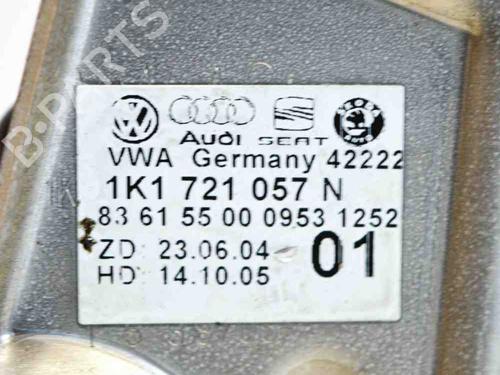 B-PARTS
Audi SEAT SKODA
VWA Germany 42222
1K1 721 057 N
83 61 55 00 0953 1252
ZD: 23.06.04 01
HD: 14.10.05